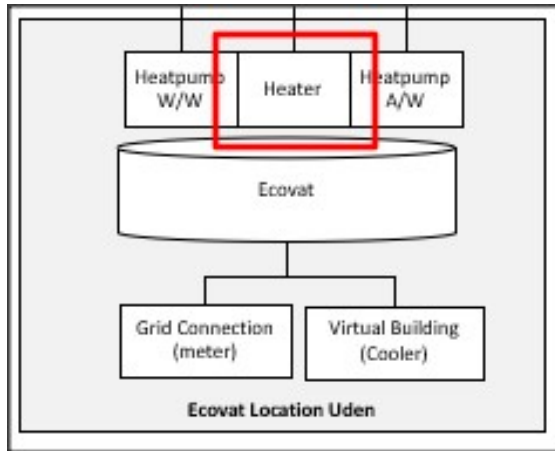 Heatpump
W/W
Heater
Heatpump
A/W
Ecovat
Grid Connection
(meter)
Virtual Building
(Cooler)
Ecovat Location Uden